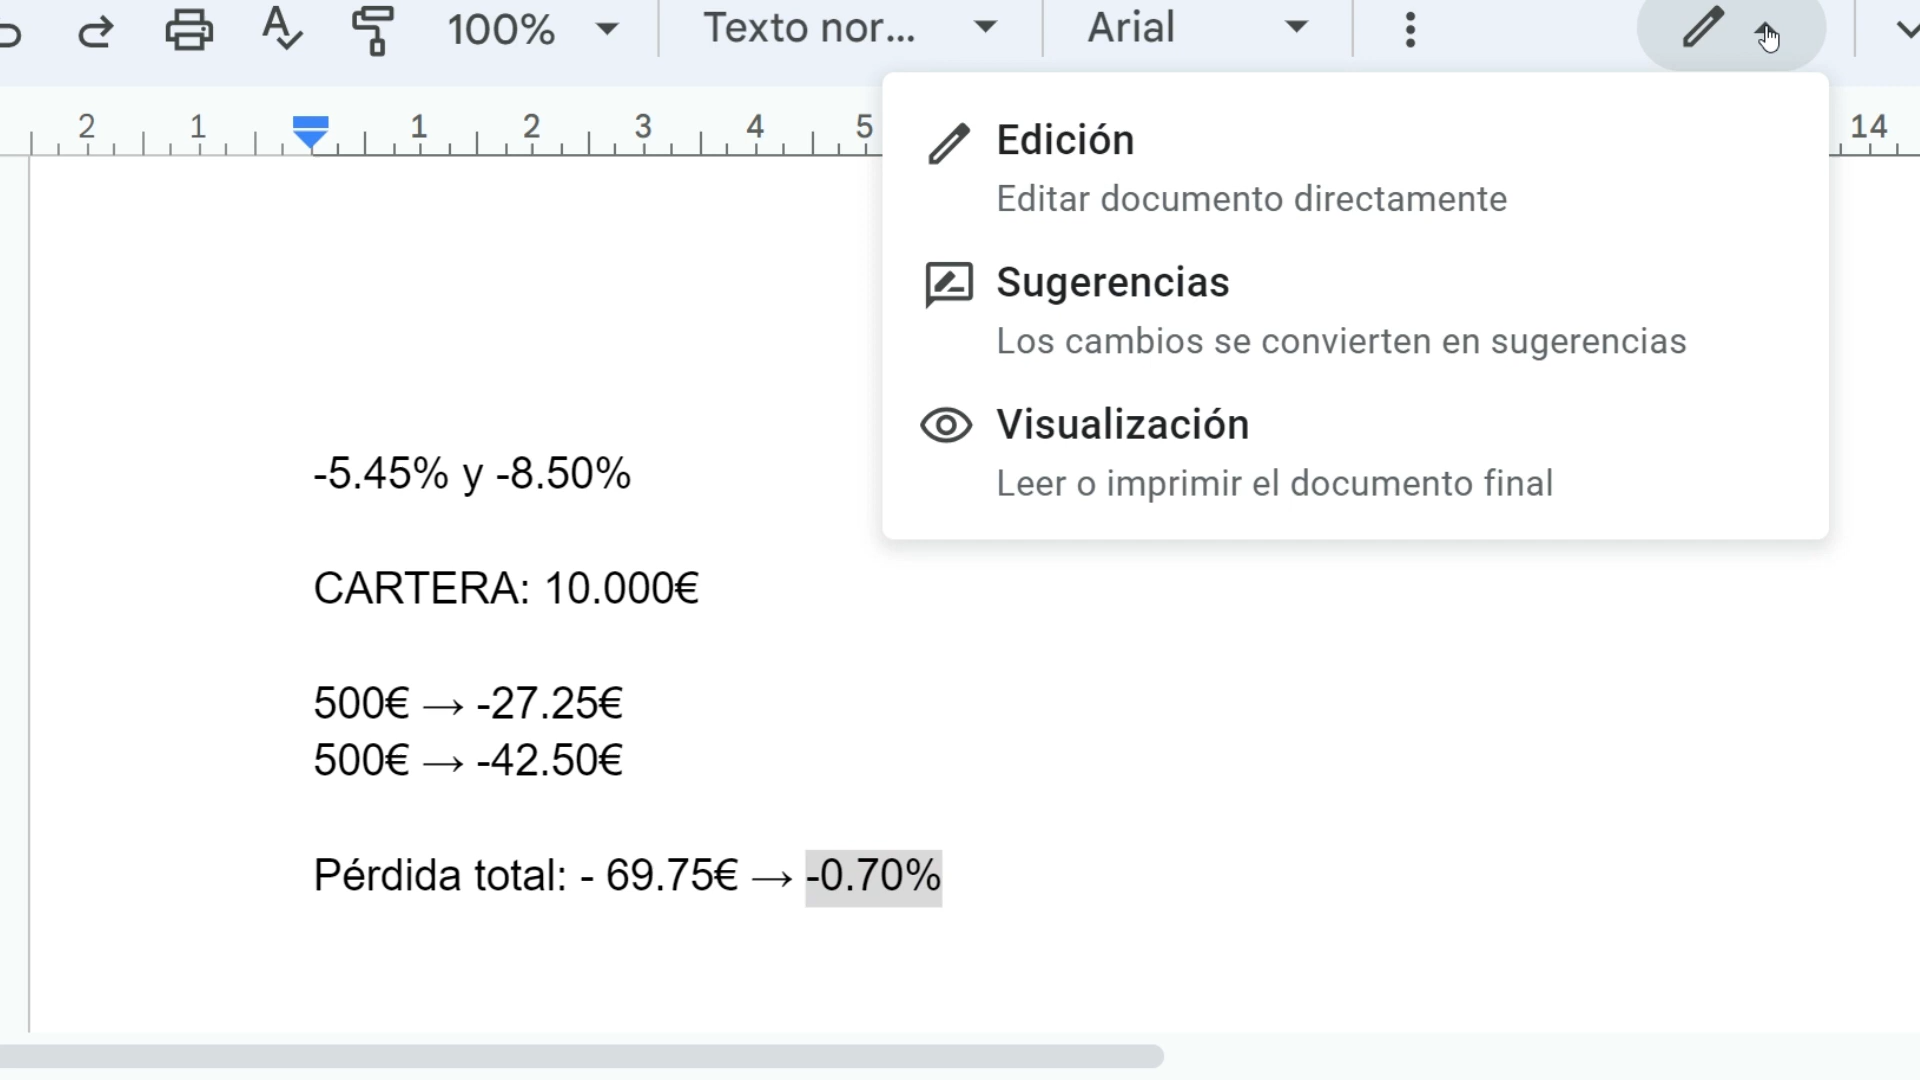 100% Texto nor... Arial
2 1 1 2 3 4 5 14
Edición
Editar documento directamente
Sugerencias
Los cambios se convierten en sugerencias
Visualización
Leer o imprimir el documento final
-5.45% y -8.50%
CARTERA: 10.000€
500€ → -27.25€
500€ → -42.50€
Pérdida total: - 69.75€ → -0.70%